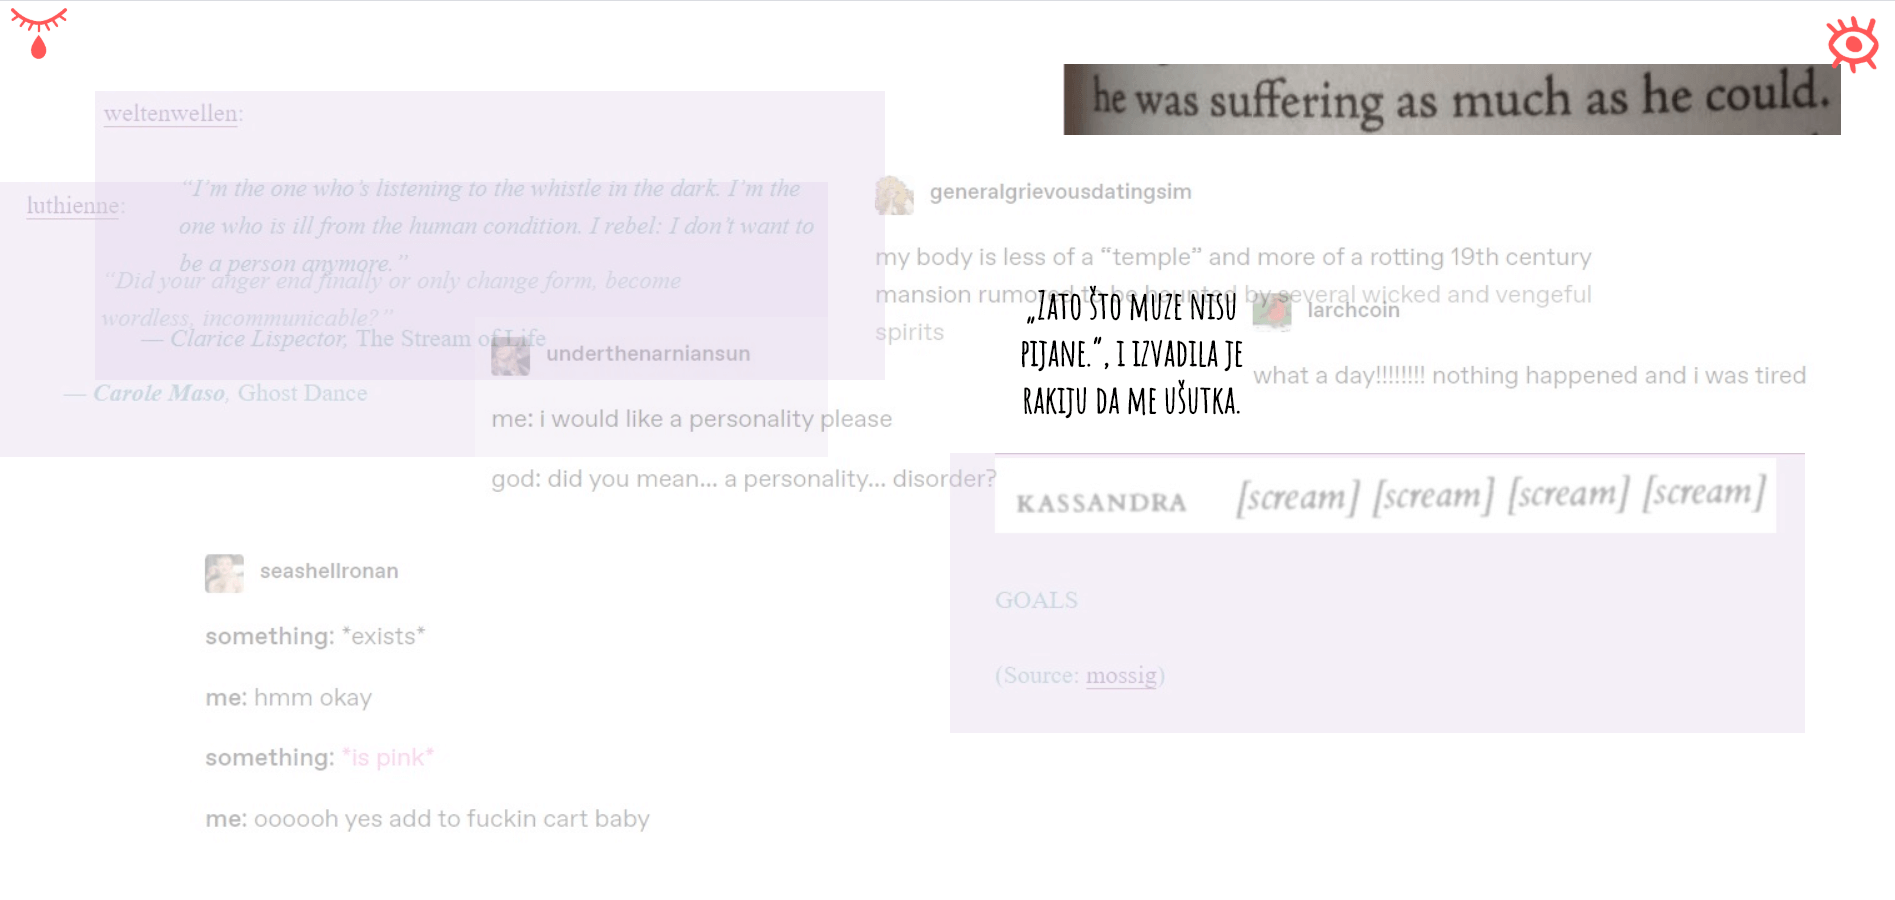 he was suffering as much as he could.
weltenwellen:
“I’m the one who’s listening to the whistle in the dark. I’m the
one who is ill from the human condition. I rebel: I don’t want to
be a person anymore.”
— Clarice Lispector, The Stream of Life
luthienne:
“Did your anger end finally or only change form, become
wordless, incommunicable?”
— Carole Maso, Ghost Dance
generalgrievousdatingsim
my body is less of a “temple” and more of a rotting 19th century
mansion rumored to be haunted by several wicked and vengeful
spirits
„Zato što muze nisu
pijane.“, i izvadila je
rakiju da me ušutka.
larchcoin
what a day!!!!!!!! nothing happened and i was tired
underthenarniansun
me: i would like a personality please
god: did you mean... a personality... disorder?
KASSANDRA [scream] [scream] [scream] [scream]
GOALS
(Source: mossig)
seashellronan
something: *exists*
me: hmm okay
something: *is pink*
me: oooooh yes add to fuckin cart baby